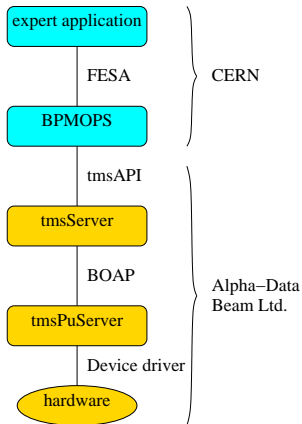 expert application
FESA
CERN
BPMOPS
tmsAPI
tmsServer
BOAP
Alpha−Data
Beam Ltd.
tmsPuServer
Device driver
hardware